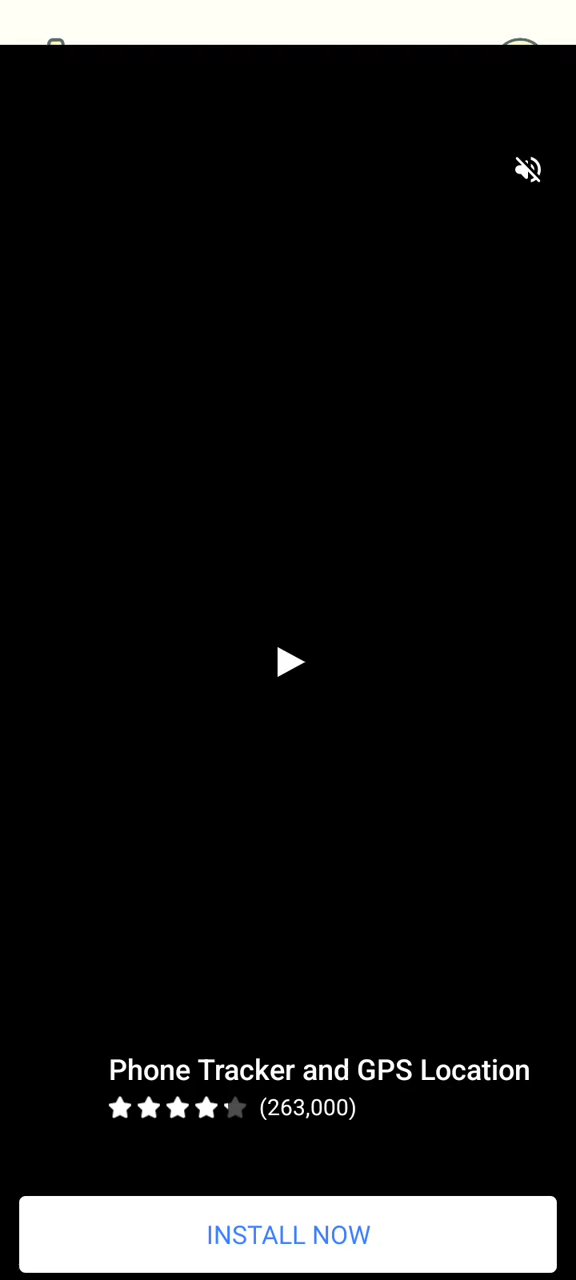 Phone Tracker and GPS Location
(263,000)
INSTALL NOW